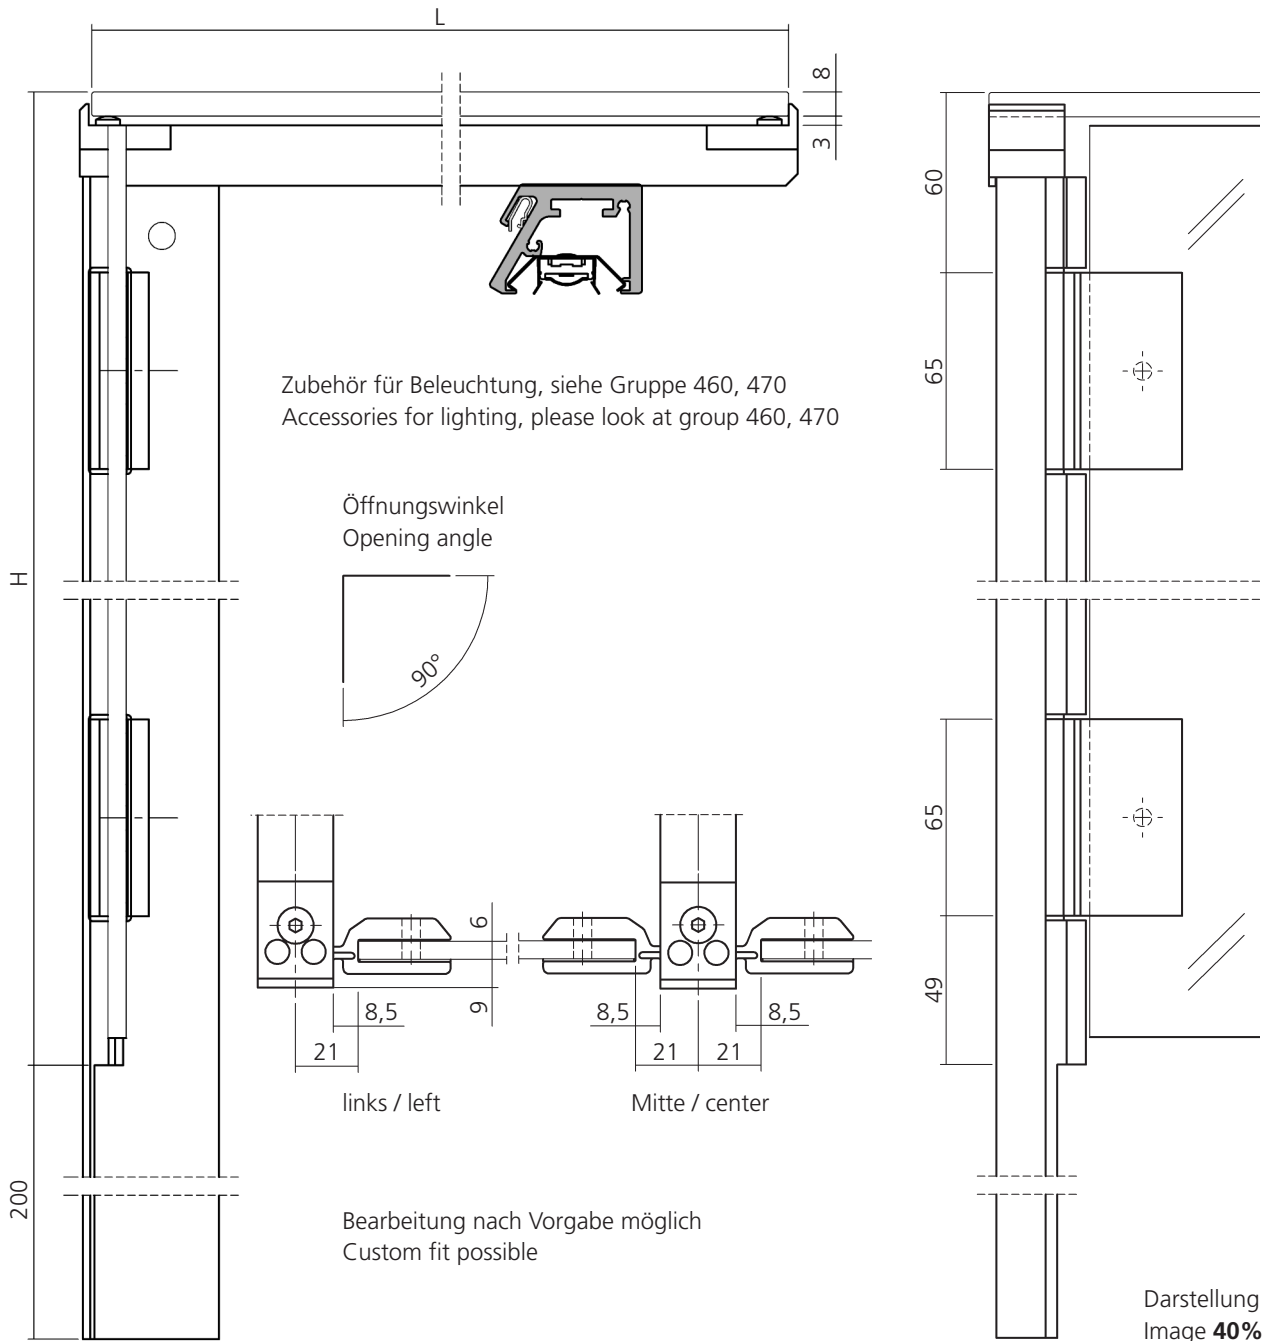 L
8
3
60
Zubehör für Beleuchtung, siehe Gruppe 460, 470
Accessories for lighting, please look at group 460, 470
65
Öffnungswinkel
Opening angle
H
90°
65
6
9
8,5
21
8,5
21
21
8,5
49
links / left
Mitte / center
200
Bearbeitung nach Vorgabe möglich
Custom fit possible
Darstellung
Image 40%